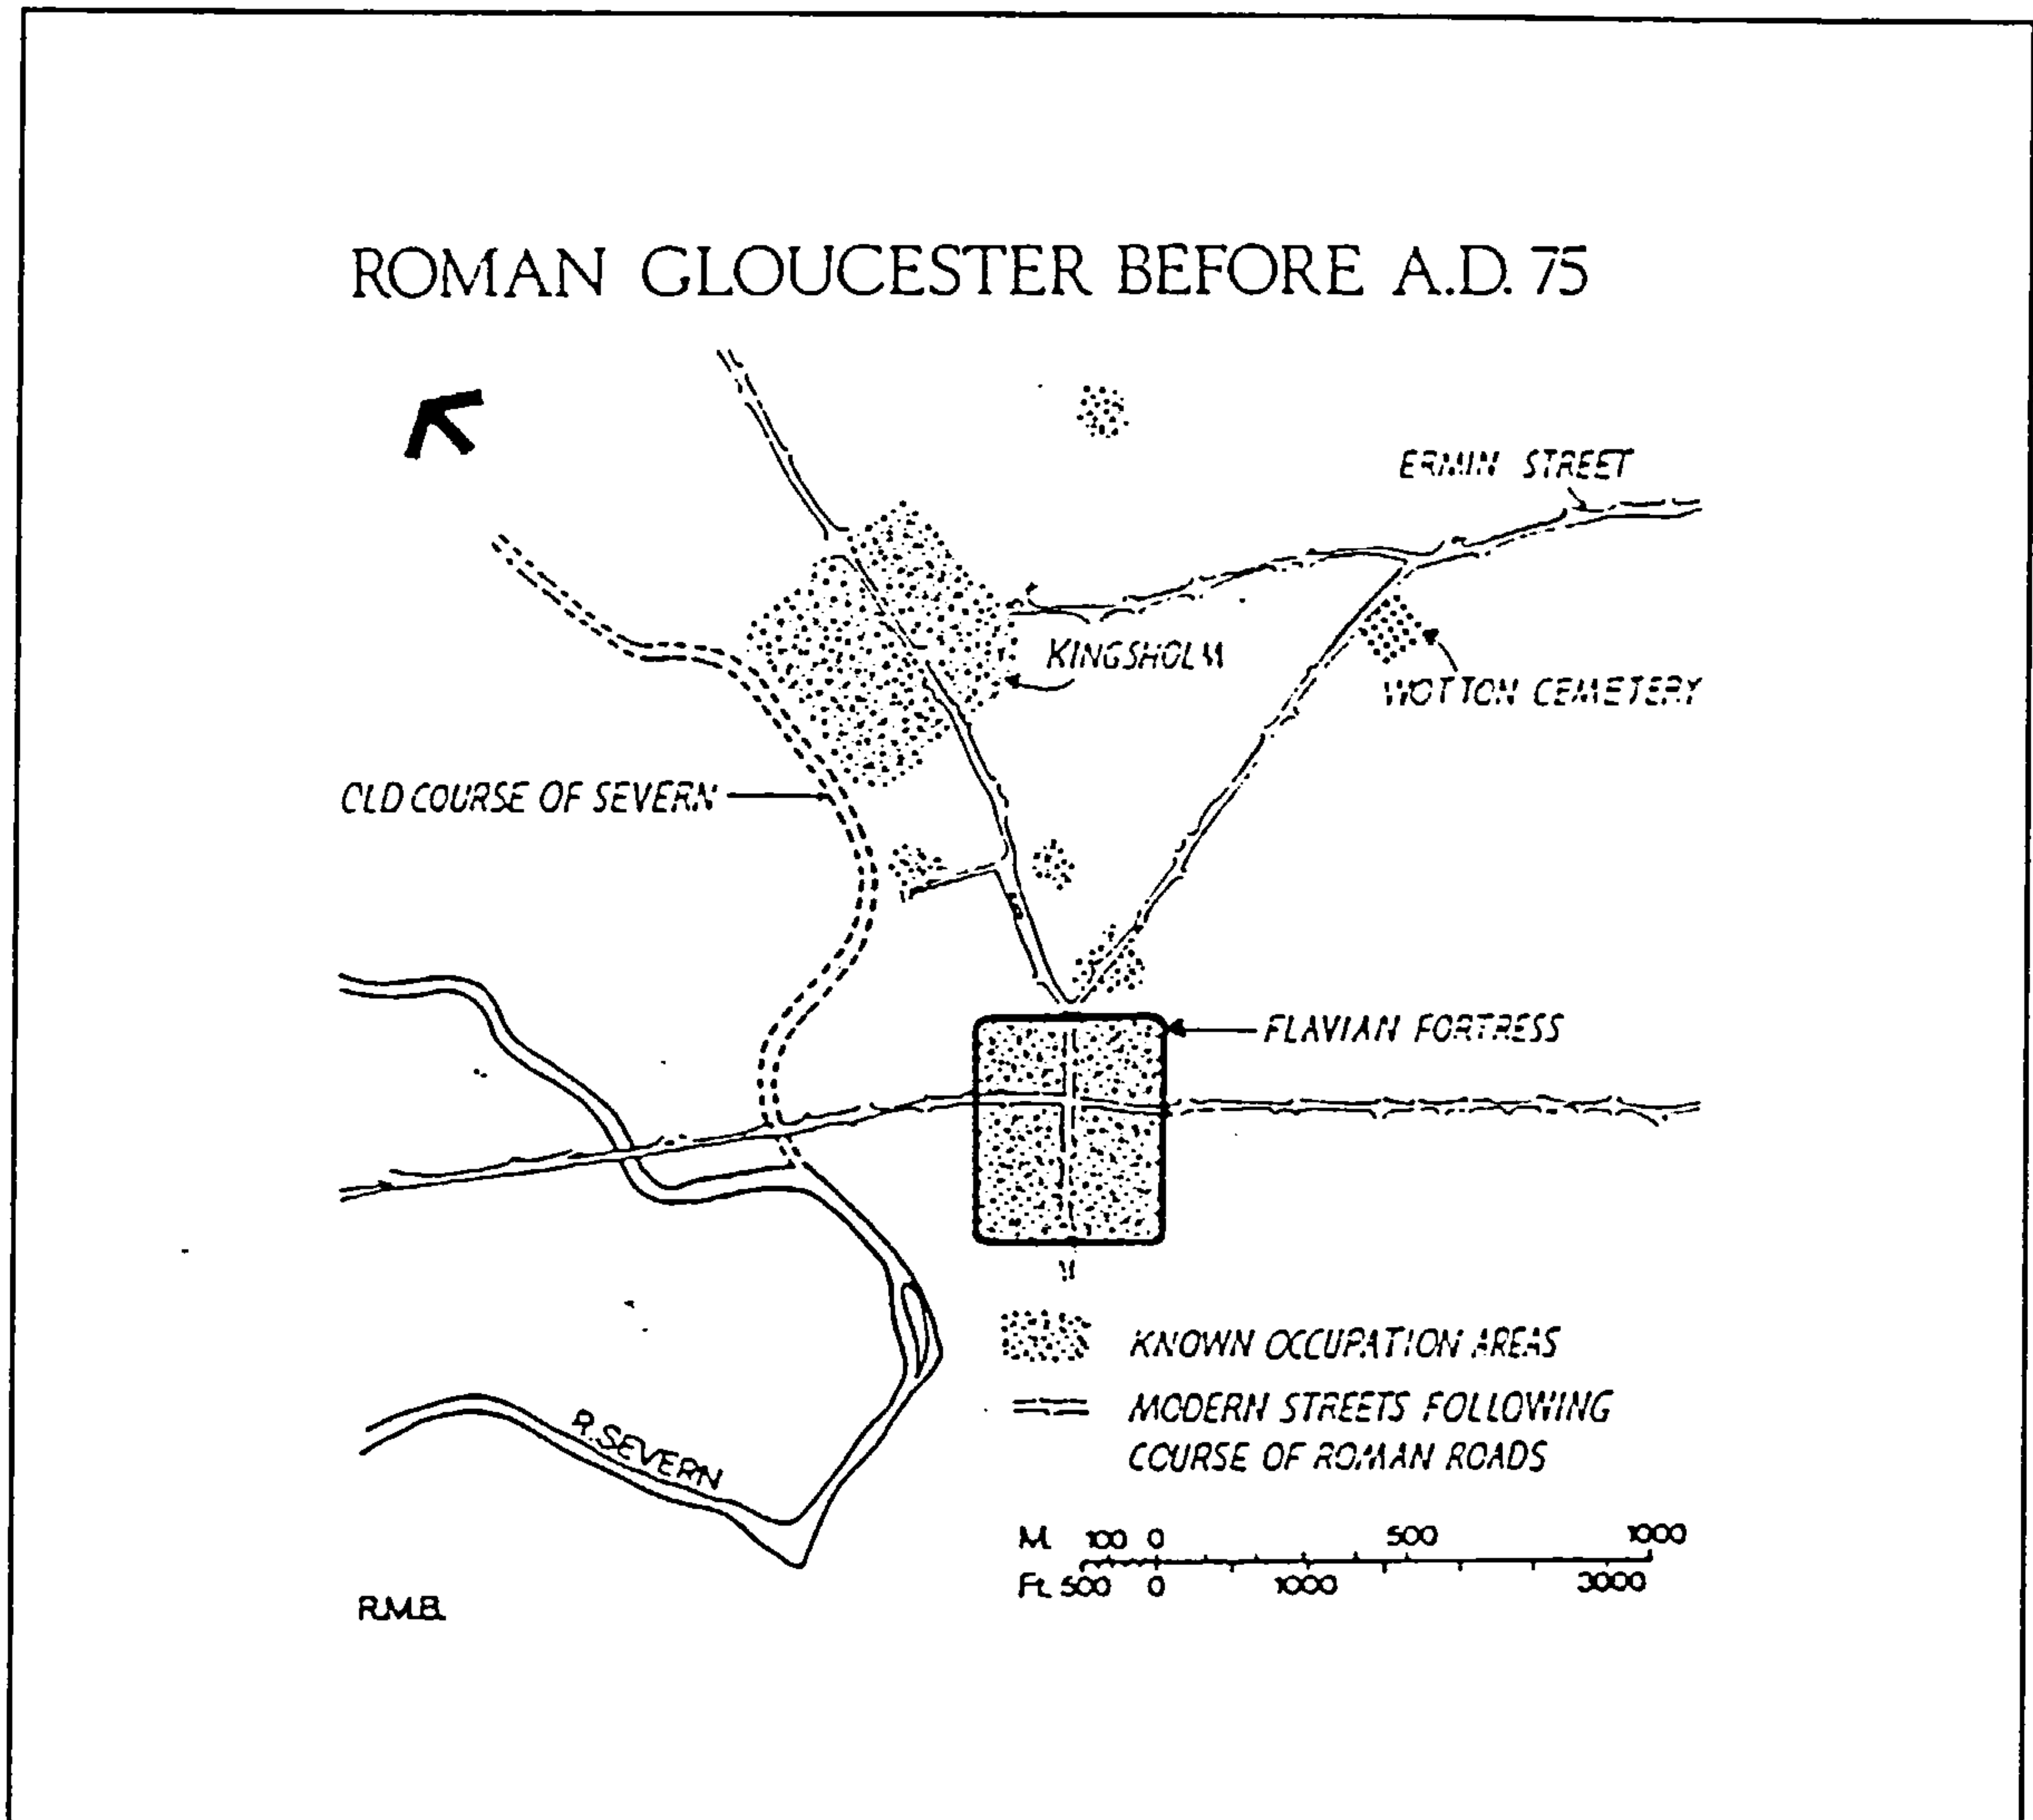 ROMAN GLOUCESTER BEFORE A.D. 75
ERMIN STREET
KINGSHOLM
WOTTON CEMETERY
OLD COURSE OF SEVERN
FLAVIAN FORTRESS
KNOWN OCCUPATION AREAS
MODERN STREETS FOLLOWING
COURSE OF ROMAN ROADS
R. SEVERN
M. 100 0 500 1000
Ft. 500 0 1000 3000
R.M.B.